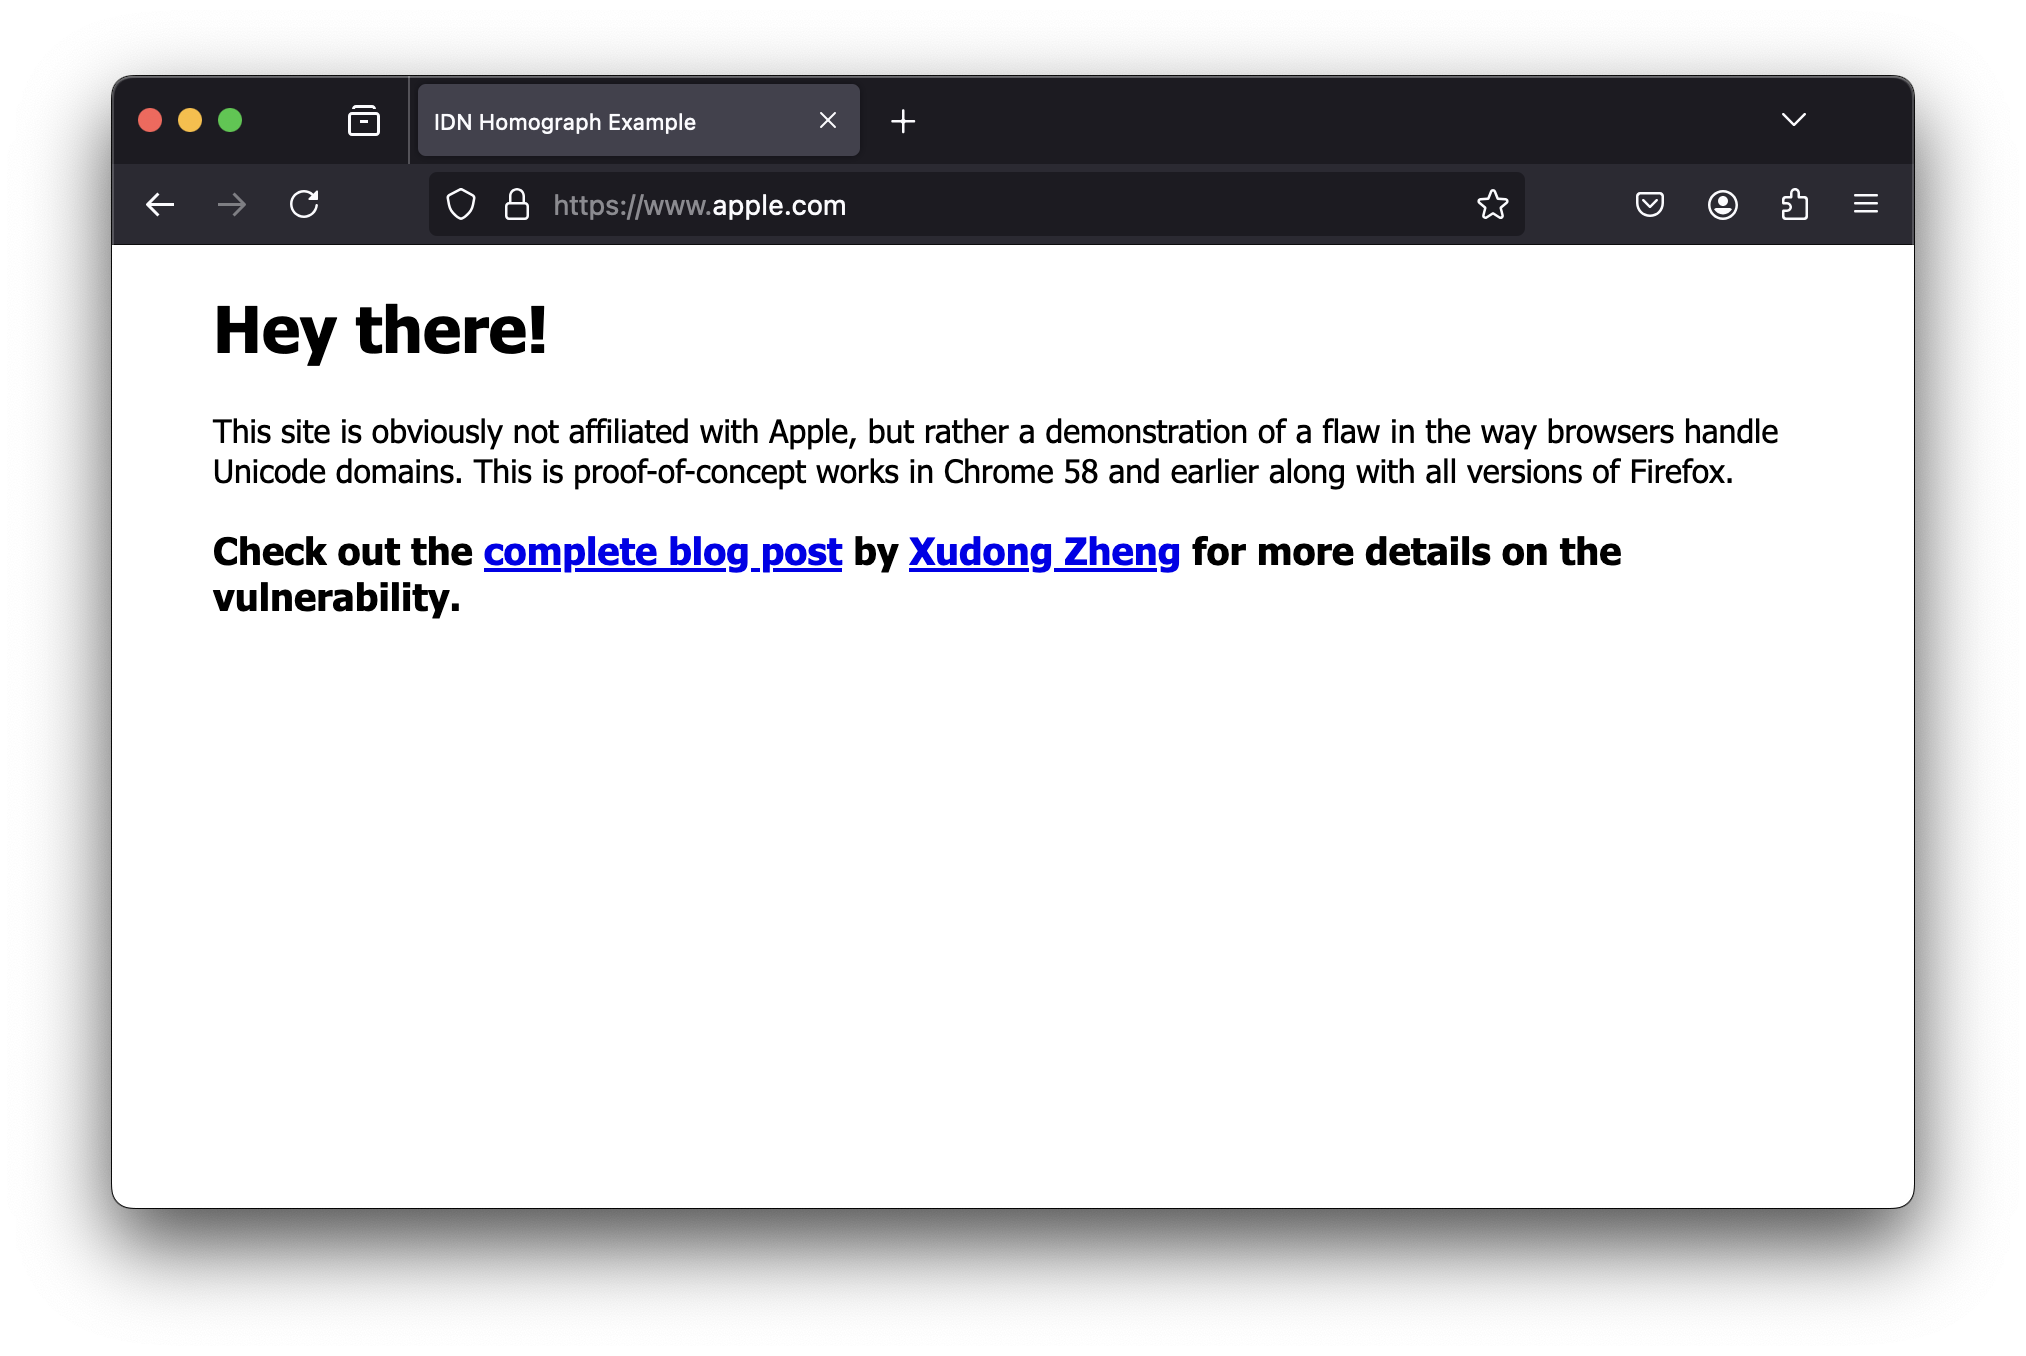 IDN Homograph Example
https://www.apple.com
Hey there!
This site is obviously not affiliated with Apple, but rather a demonstration of a flaw in the way browsers handle
Unicode domains. This is proof-of-concept works in Chrome 58 and earlier along with all versions of Firefox.
Check out the complete blog post by Xudong Zheng for more details on the
vulnerability.